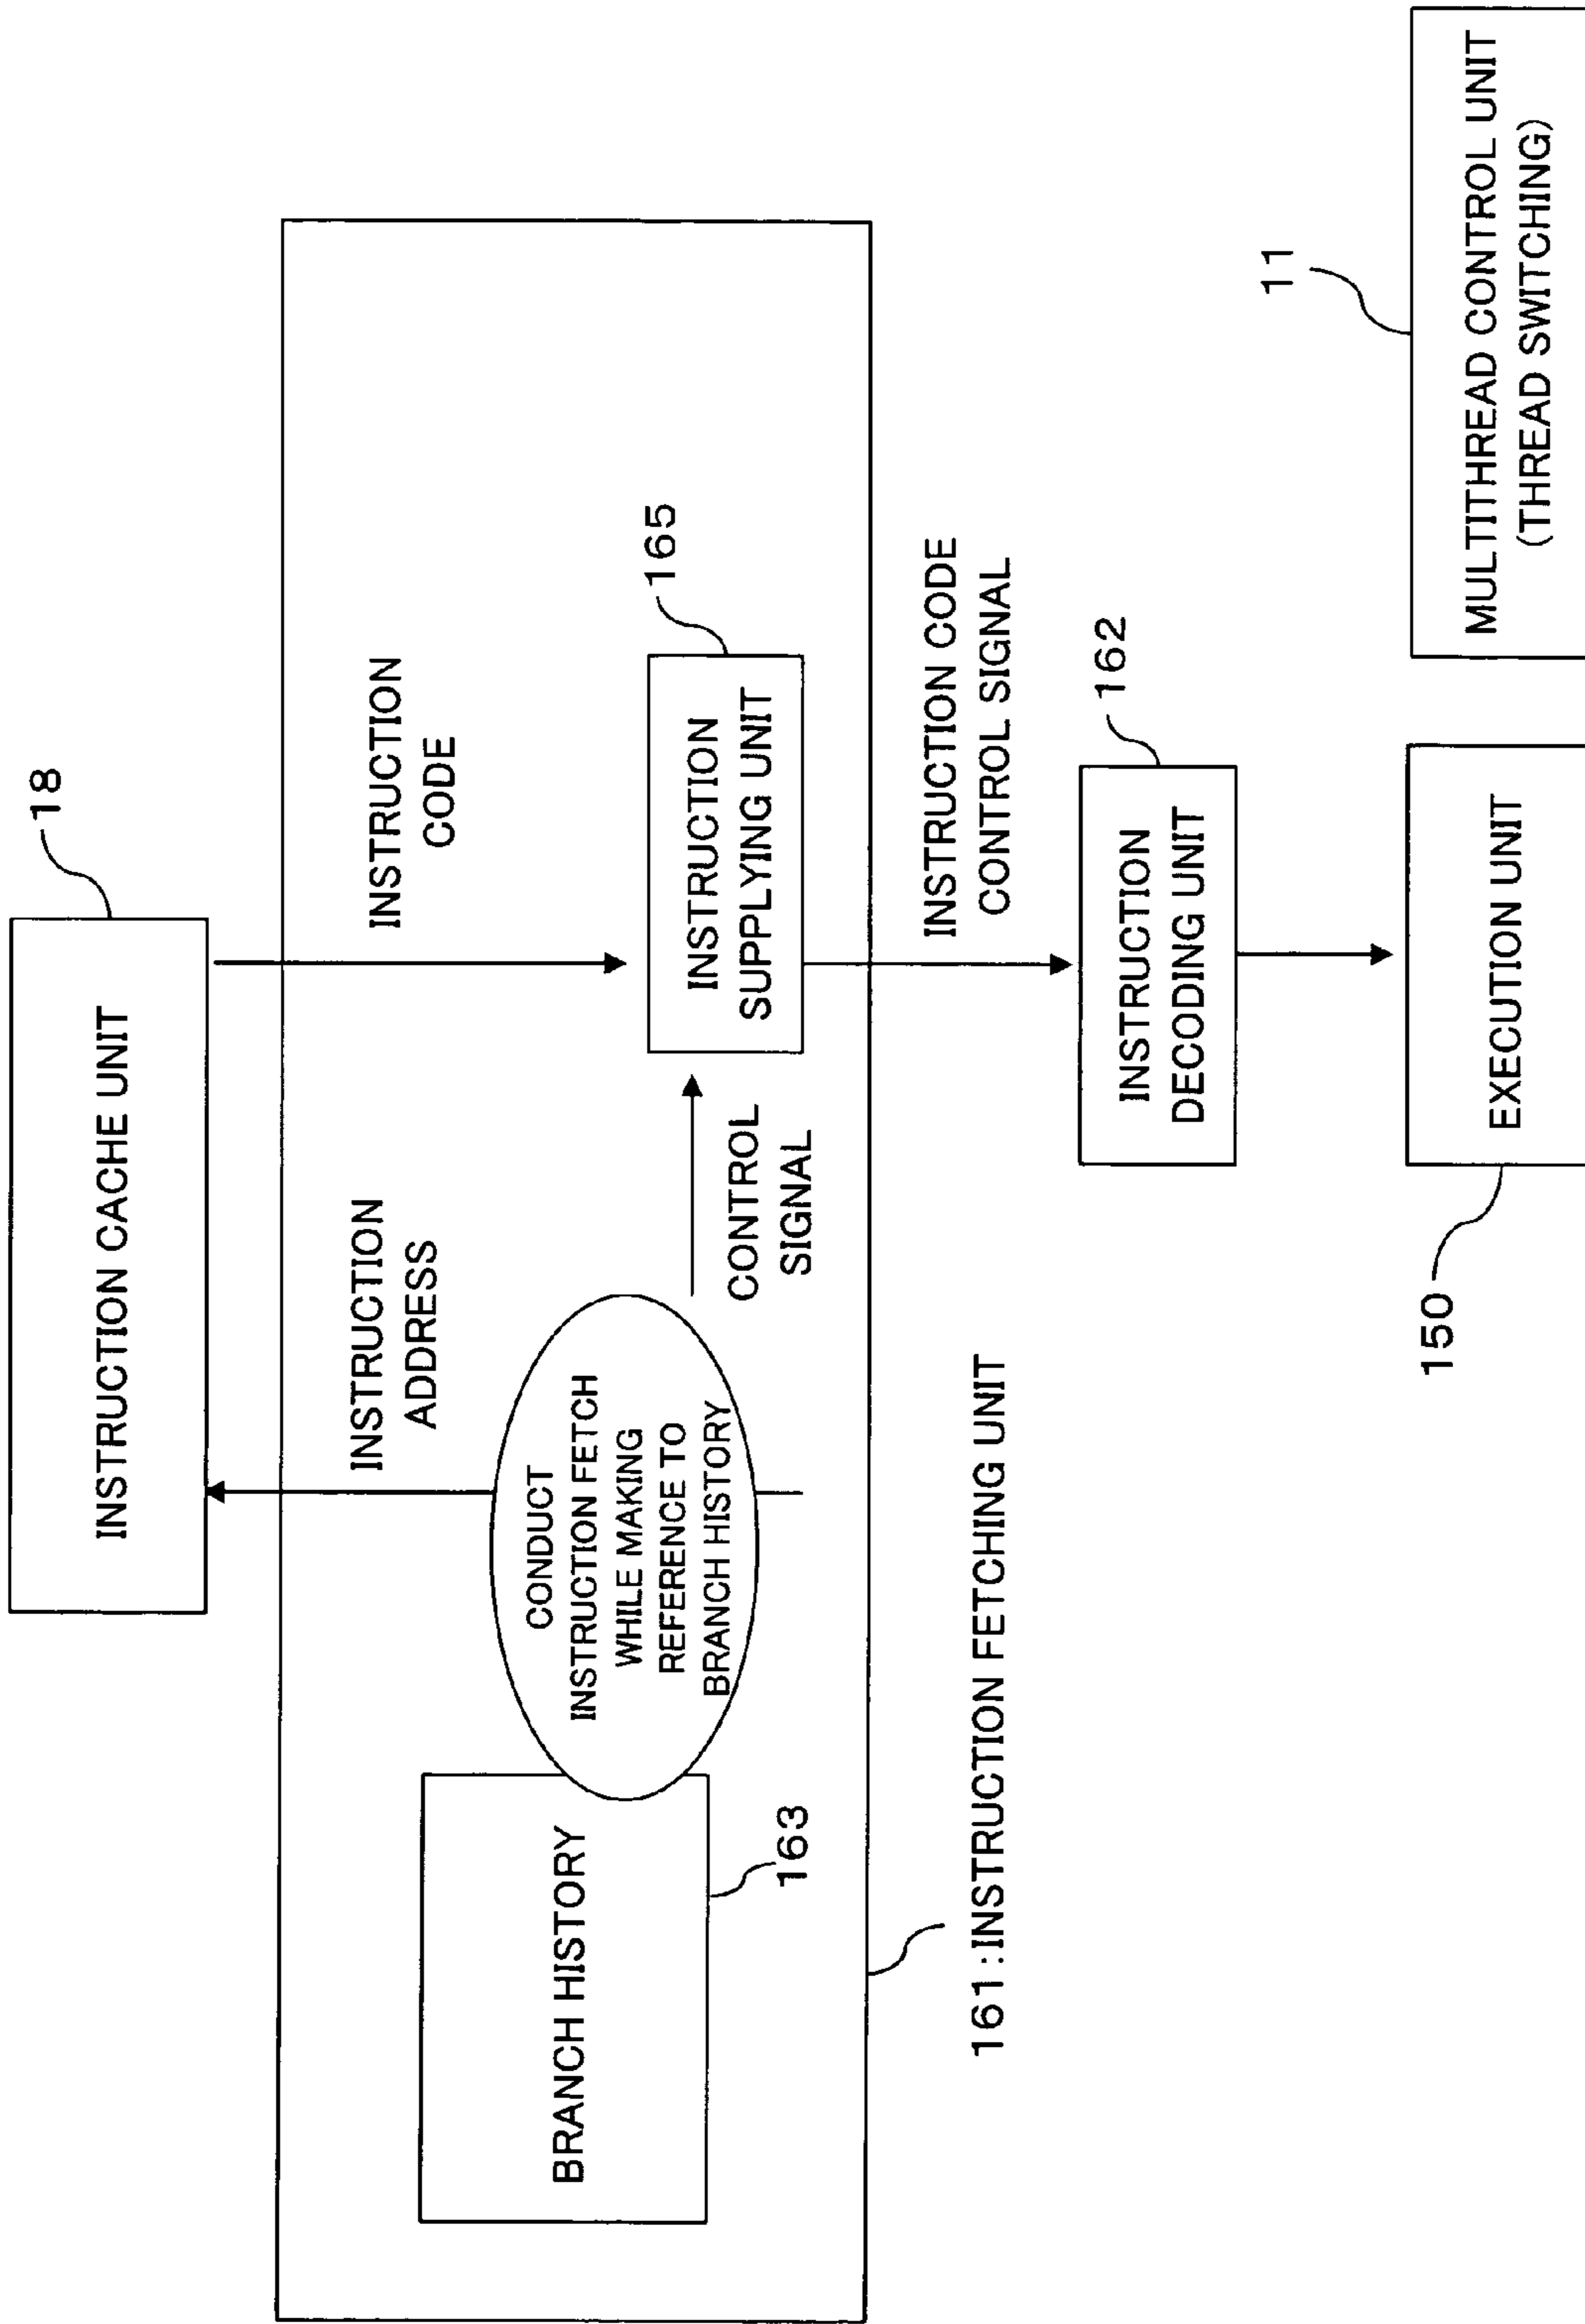 INSTRUCTION CACHE UNIT
18
INSTRUCTION
ADDRESS
INSTRUCTION
CODE
BRANCH HISTORY
163
CONDUCT
INSTRUCTION FETCH
WHILE MAKING
REFERENCE TO
BRANCH HISTORY
CONTROL
SIGNAL
INSTRUCTION
SUPPLYING UNIT
165
161:INSTRUCTION FETCHING UNIT
INSTRUCTION CODE
CONTROL SIGNAL
INSTRUCTION
DECODING UNIT
162
150
EXECUTION UNIT
11
MULTITHREAD CONTROL UNIT
(THREAD SWITCHING)